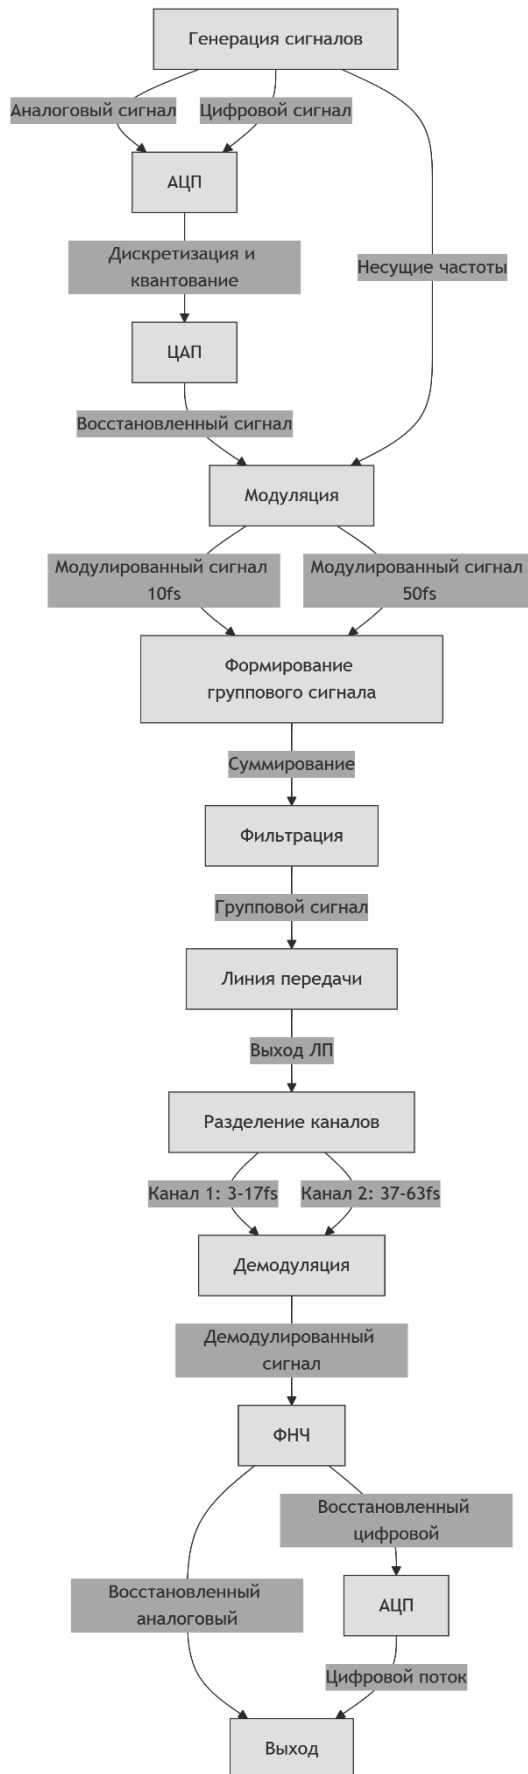 Генерация сигналов
Аналоговый сигнал
Цифровой сигнал
АЦП
Дискретизация и
квантование
Несущие частоты
ЦАП
Восстановленный сигнал
Модуляция
Модулированный сигнал
10fs
Модулированный сигнал
50fs
Формирование
группового сигнала
Суммирование
Фильтрация
Групповой сигнал
Линия передачи
Выход ЛП
Разделение каналов
Канал 1: 3-17fs
Канал 2: 37-63fs
Демодуляция
Демодулированный
сигнал
ФНЧ
Восстановленный
цифровой
Восстановленный
аналоговый
АЦП
Цифровой поток
Выход